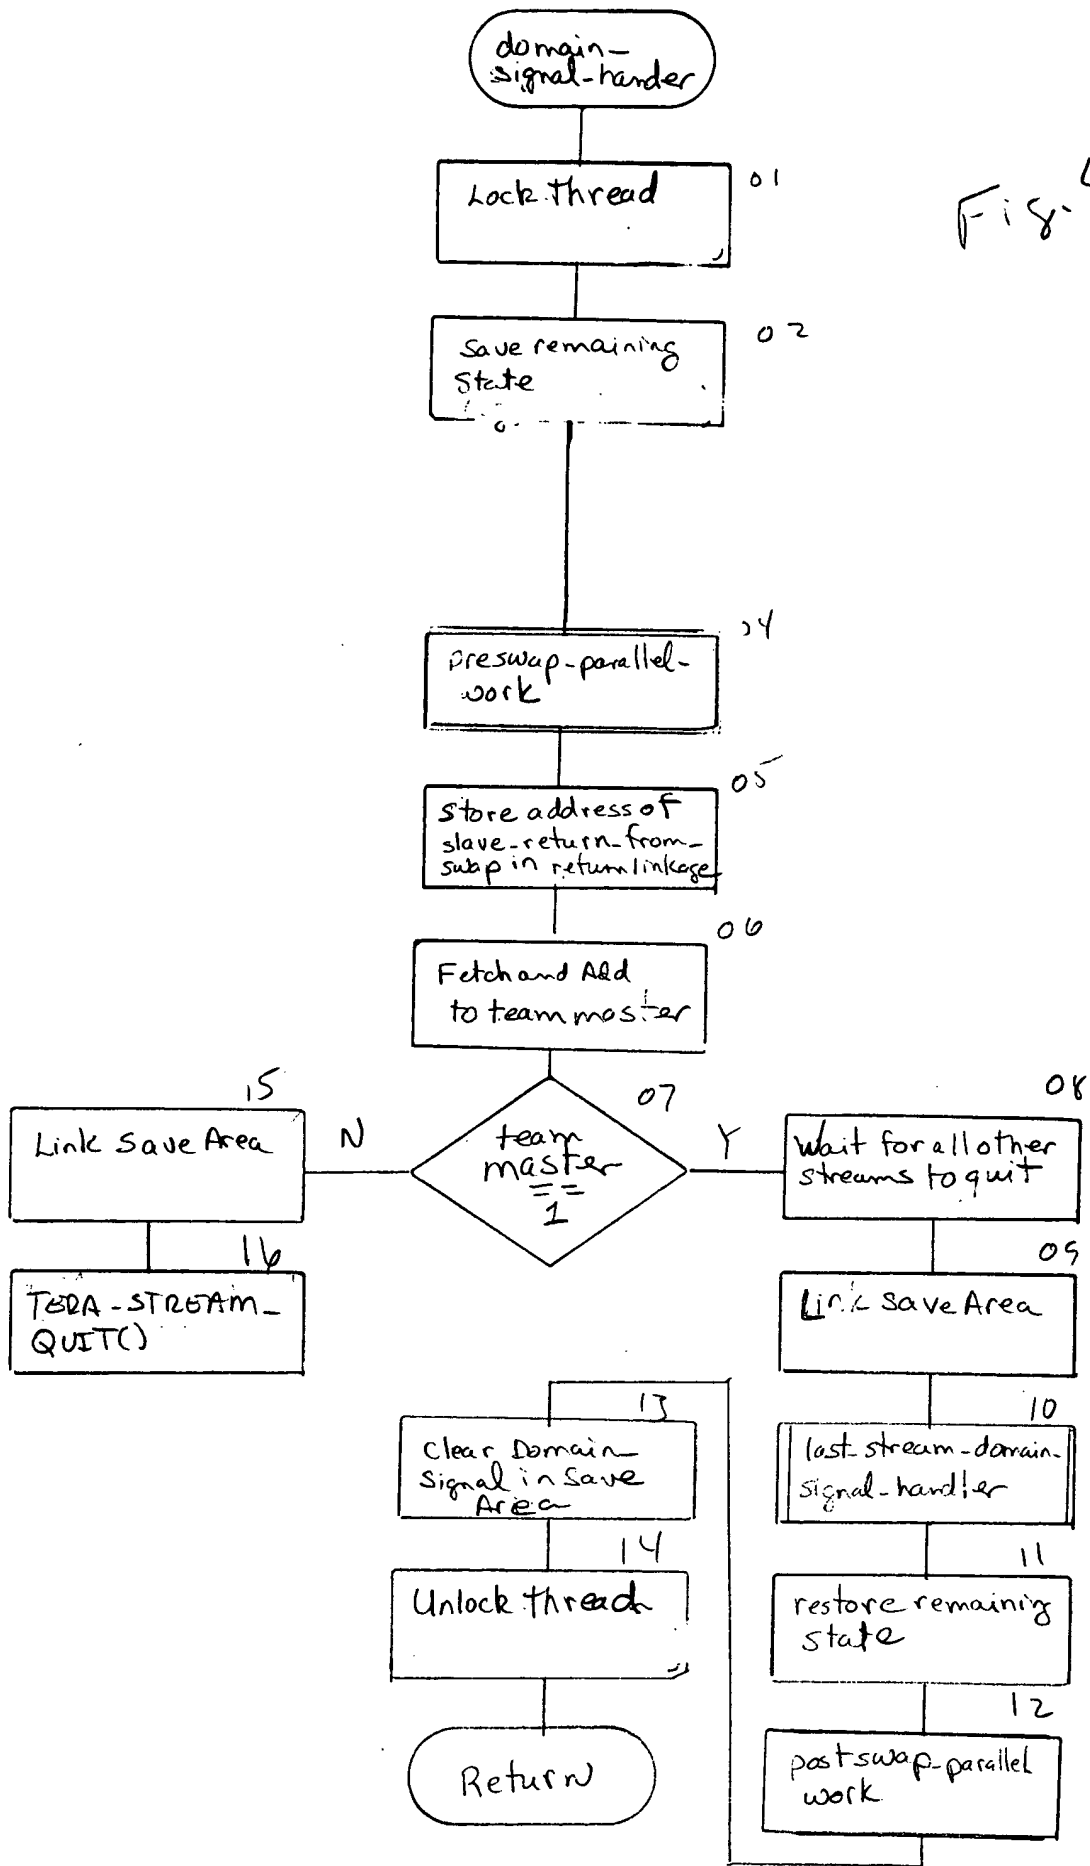 domain-
signal-hander
Lock thread
01
Fig.
save remaining
State
02
preswap-parallel-
work
04
store address of
slave-return-from-
swap in return linkage
05
Fetch and Add
to team master
06
team
master
==
1
07
N
Y
Link Save Area
15
TERA-STREAM-
QUIT()
16
Wait for all other
streams to quit
08
Link Save Area
09
last-stream-domain-
signal-handler
10
restore remaining
state
11
post swap-parallel
work
12
Clear Domain-
Signal in Save
Area
13
Unlock thread
14
Return